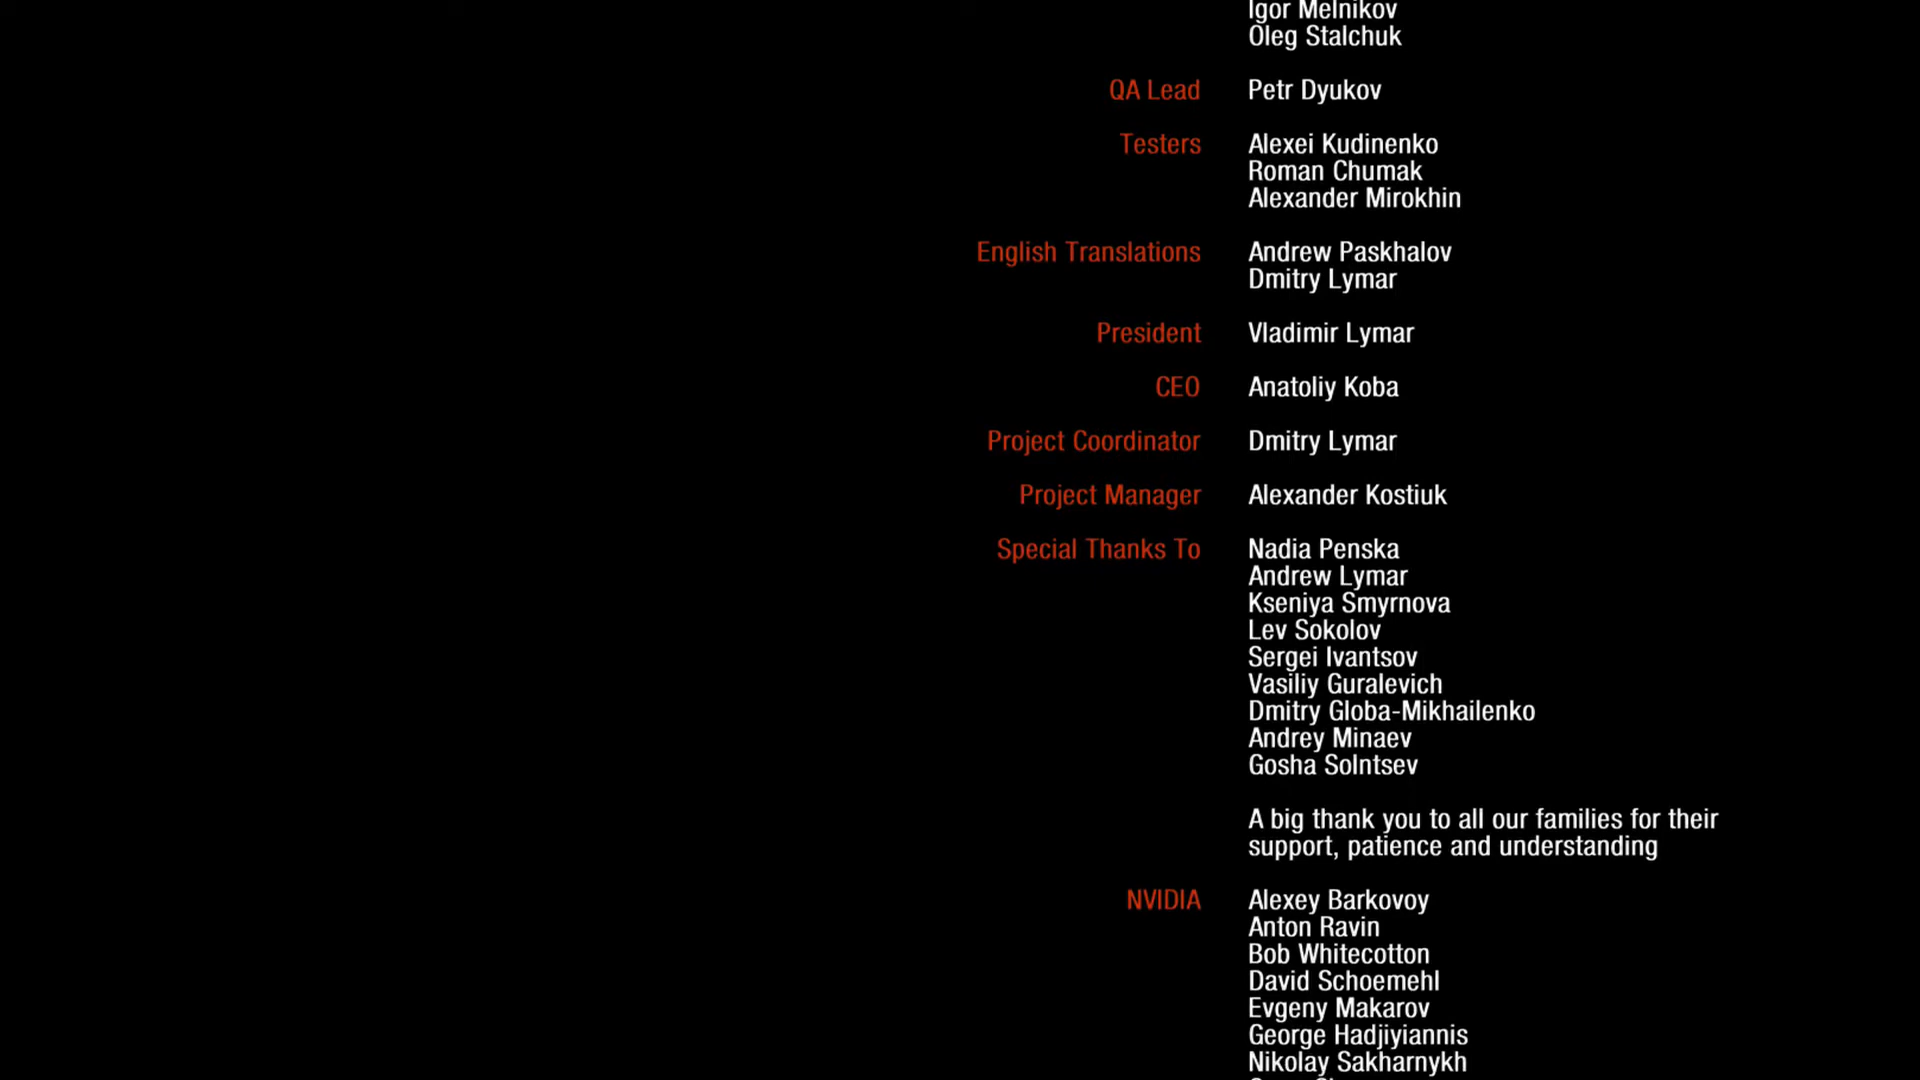 Igor Melnikov
Oleg Stalchuk
QA Lead Petr Dyukov
Testers Alexei Kudinenko
Roman Chumak
Alexander Mirokhin
English Translations Andrew Paskhalov
Dmitry Lymar
President Vladimir Lymar
CEO Anatoliy Koba
Project Coordinator Dmitry Lymar
Project Manager Alexander Kostiuk
Special Thanks To Nadia Penska
Andrew Lymar
Kseniya Smyrnova
Lev Sokolov
Sergei Ivantsov
Vasiliy Guralevich
Dmitry Globa-Mikhailenko
Andrey Minaev
Gosha Solntsev
A big thank you to all our families for their
support, patience and understanding
NVIDIA Alexey Barkovoy
Anton Ravin
Bob Whitecotton
David Schoemehl
Evgeny Makarov
George Hadjiyiannis
Nikolay Sakharnykh